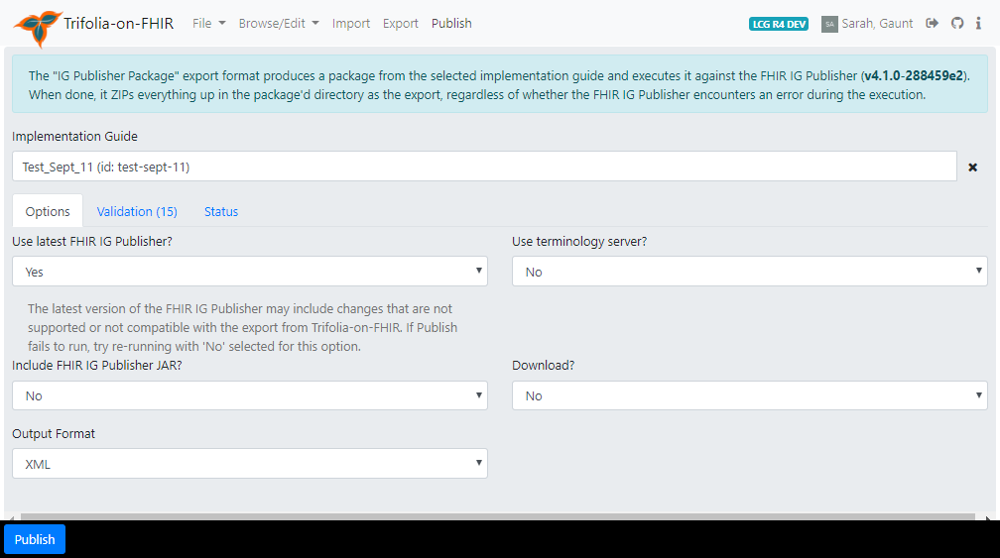 Trifolia-on-FHIR File Browse/Edit Import Export Publish LCG R4 DEV SA Sarah, Gaunt
The "IG Publisher Package" export format produces a package from the selected implementation guide and executes it against the FHIR IG Publisher (v4.1.0-288459e2).
When done, it ZIPs everything up in the package'd directory as the export, regardless of whether the FHIR IG Publisher encounters an error during the execution.
Implementation Guide
Test_Sept_11 (id: test-sept-11)
Options Validation (15) Status
Use latest FHIR IG Publisher? Use terminology server?
Yes No
The latest version of the FHIR IG Publisher may include changes that are not
supported or not compatible with the export from Trifolia-on-FHIR. If Publish
fails to run, try re-running with 'No' selected for this option.
Include FHIR IG Publisher JAR? Download?
No No
Output Format
XML
Publish